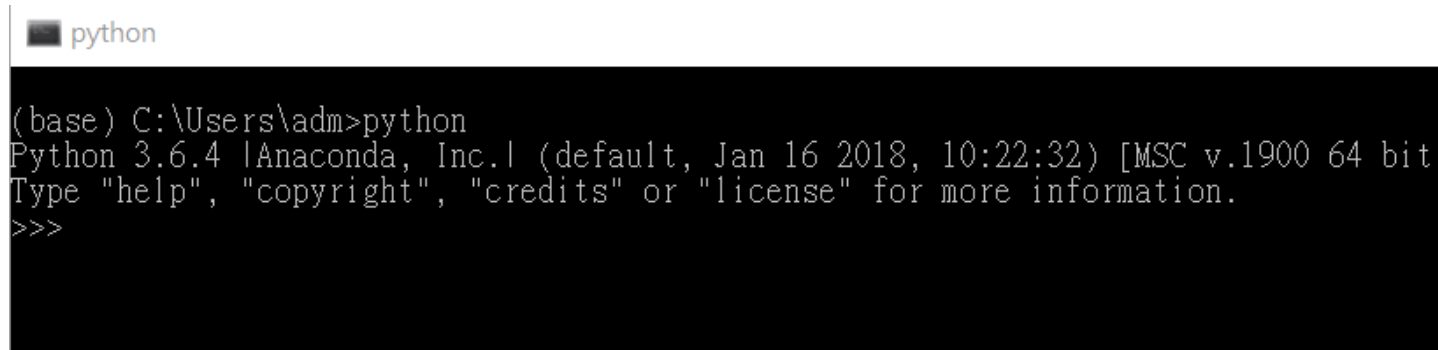 python
(base) C:\Users\adm>python
Python 3.6.4 |Anaconda, Inc.| (default, Jan 16 2018, 10:22:32) [MSC v.1900 64 bit
Type "help", "copyright", "credits" or "license" for more information.
>>>